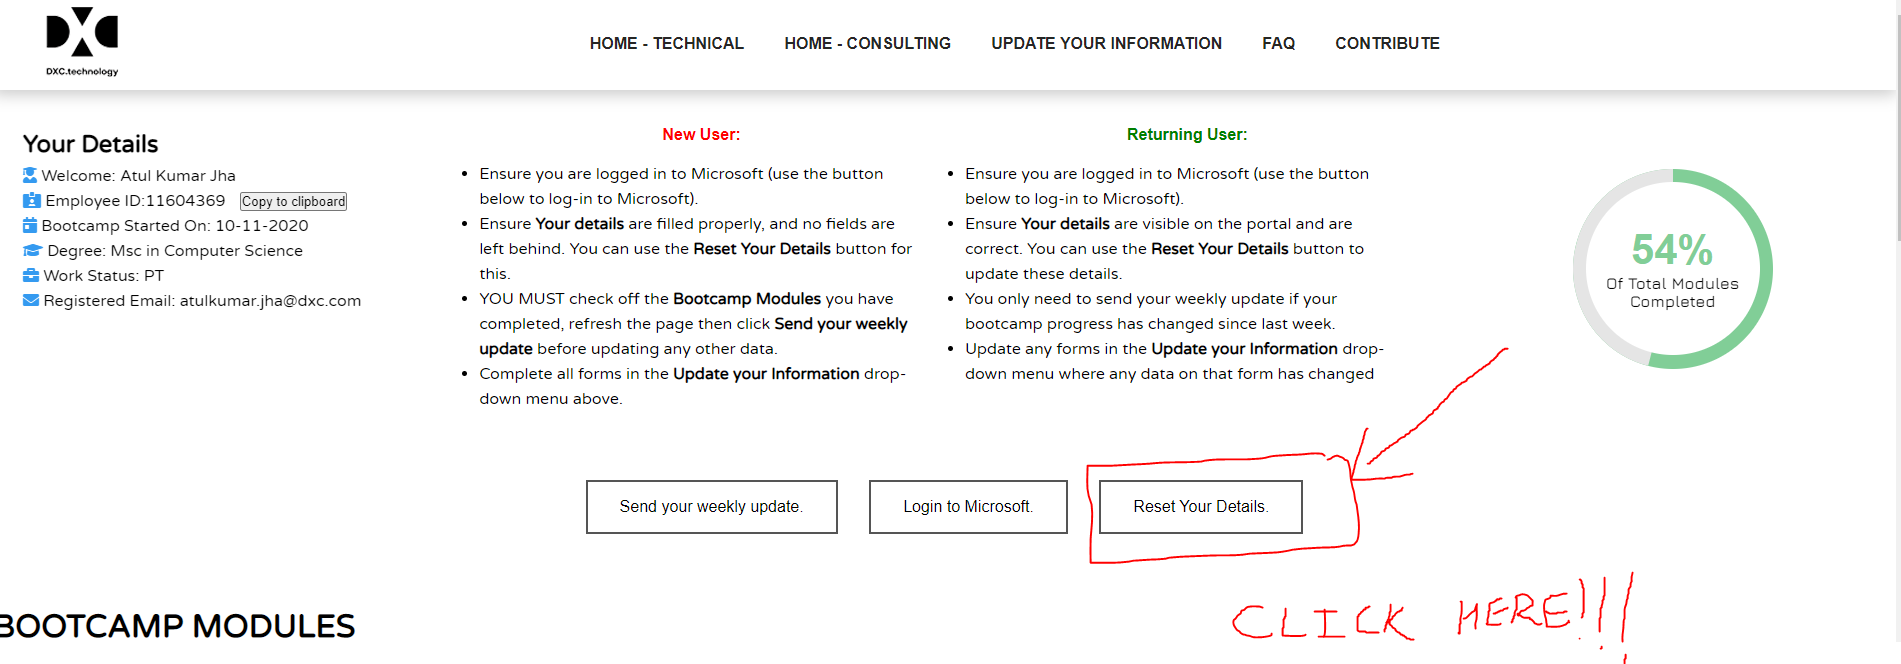 DXC.technology
HOME - TECHNICAL
HOME - CONSULTING
UPDATE YOUR INFORMATION
FAQ
CONTRIBUTE
Your Details
Welcome: Atul Kumar Jha
Employee ID:11604369 Copy to clipboard
Bootcamp Started On: 10-11-2020
Degree: Msc in Computer Science
Work Status: PT
Registered Email: atulkumar.jha@dxc.com
New User:
• Ensure you are logged in to Microsoft (use the button
below to log-in to Microsoft).
• Ensure Your details are filled properly, and no fields are
left behind. You can use the Reset Your Details button for
this.
• YOU MUST check off the Bootcamp Modules you have
completed, refresh the page then click Send your weekly
update before updating any other data.
• Complete all forms in the Update your Information drop-
down menu above.
Returning User:
• Ensure you are logged in to Microsoft (use the button
below to log-in to Microsoft).
• Ensure Your details are visible on the portal and are
correct. You can use the Reset Your Details button to
update these details.
• You only need to send your weekly update if your
bootcamp progress has changed since last week.
• Update any forms in the Update your Information drop-
down menu where any data on that form has changed
54%
Of Total Modules
Completed
Send your weekly update.
Login to Microsoft.
Reset Your Details.
CLICK HERE!!!
BOOTCAMP MODULES